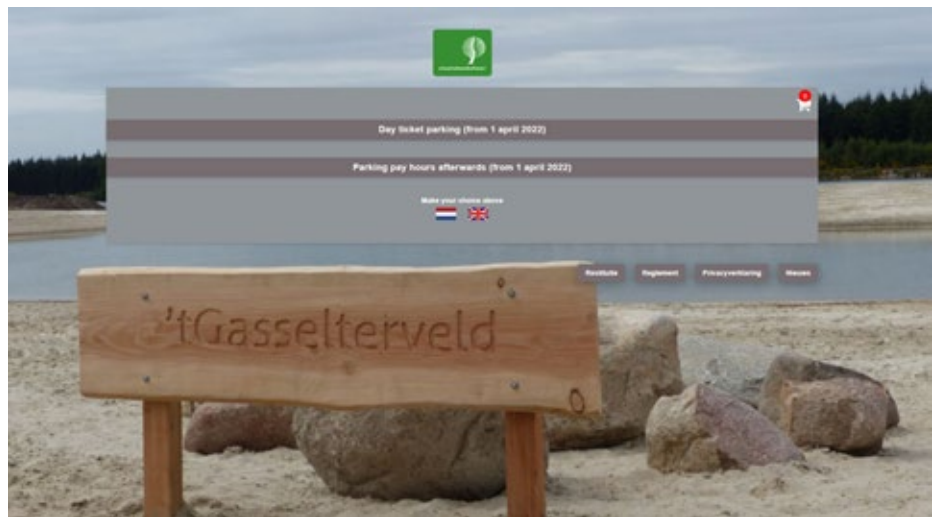 0
Day ticket parking (from 1 april 2022)
Parking pay hours afterwards (from 1 april 2022)
Make your choice above
Restitutie
Reglement
Privacyverklaring
Nieuws
'tGasselterveld